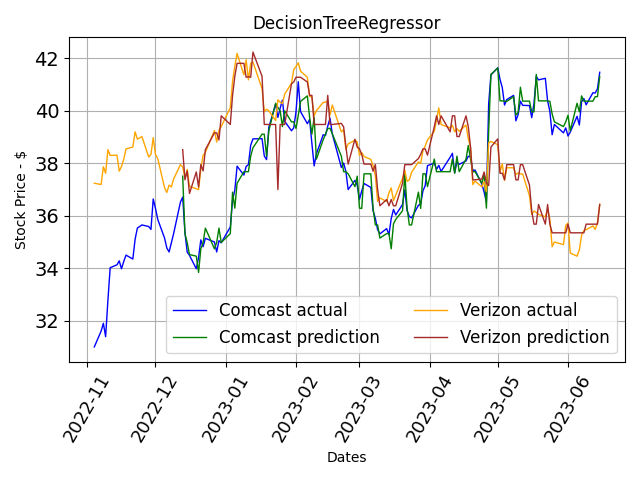 DecisionTreeRegressor
Stock Price - $
42
40
38
36
34
32
Comcast actual
Comcast prediction
Verizon actual
Verizon prediction
2022-11
2022-12
2023-01
2023-02
2023-03
2023-04
2023-05
2023-06
Dates